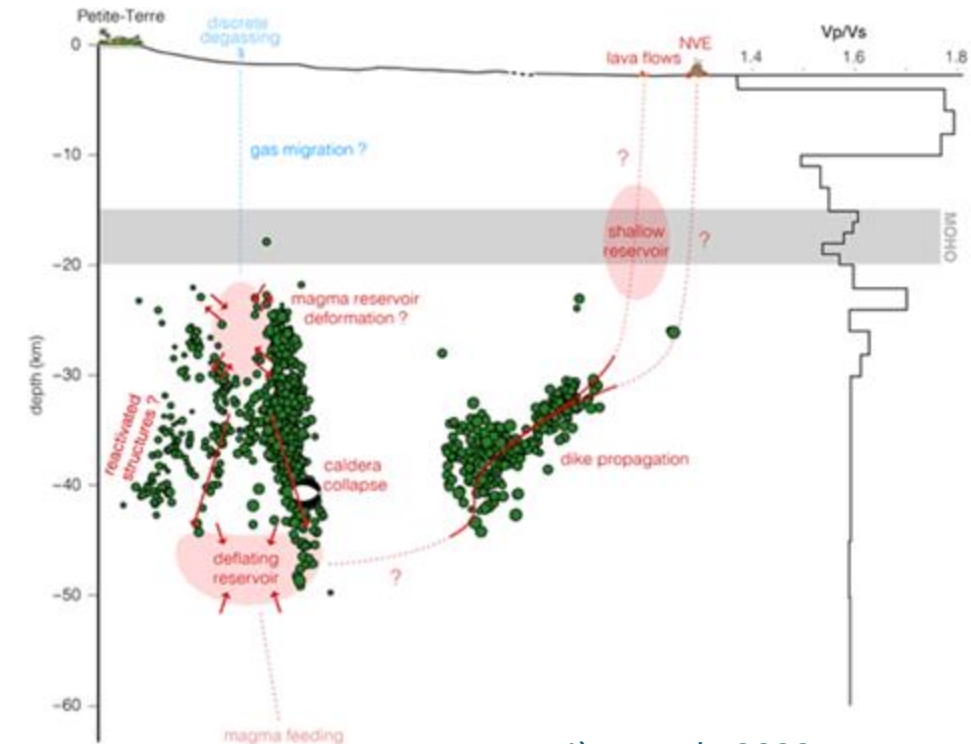 Petite-Terre
discrete
degassing
NVE
lava flows
Vp/Vs
1.4
1.6
1.8
0
gas migration ?
?
−10
MOHO
shallow
reservoir
?
−20
magma reservoir
deformation ?
depth (km)
−30
reactivated
structures ?
dike propagation
caldera
collapse
−40
deflating
reservoir
?
−50
−60
magma feeding